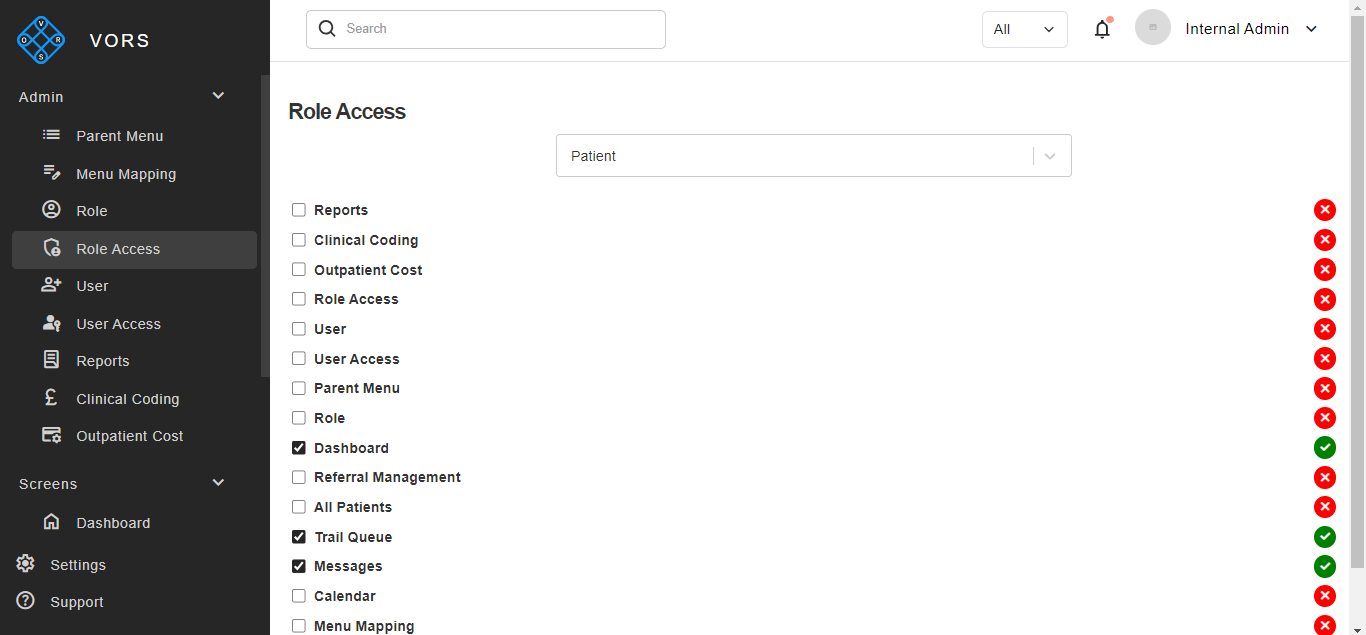 V
O R
S
VORS
Search
All
Internal Admin
Admin
Parent Menu
Menu Mapping
Role
Role Access
User
User Access
Reports
£ Clinical Coding
Outpatient Cost
Screens
Dashboard
Settings
? Support
Role Access
Patient
Reports
Clinical Coding
Outpatient Cost
Role Access
User
User Access
Parent Menu
Role
Dashboard
Referral Management
All Patients
Trail Queue
Messages
Calendar
Menu Mapping